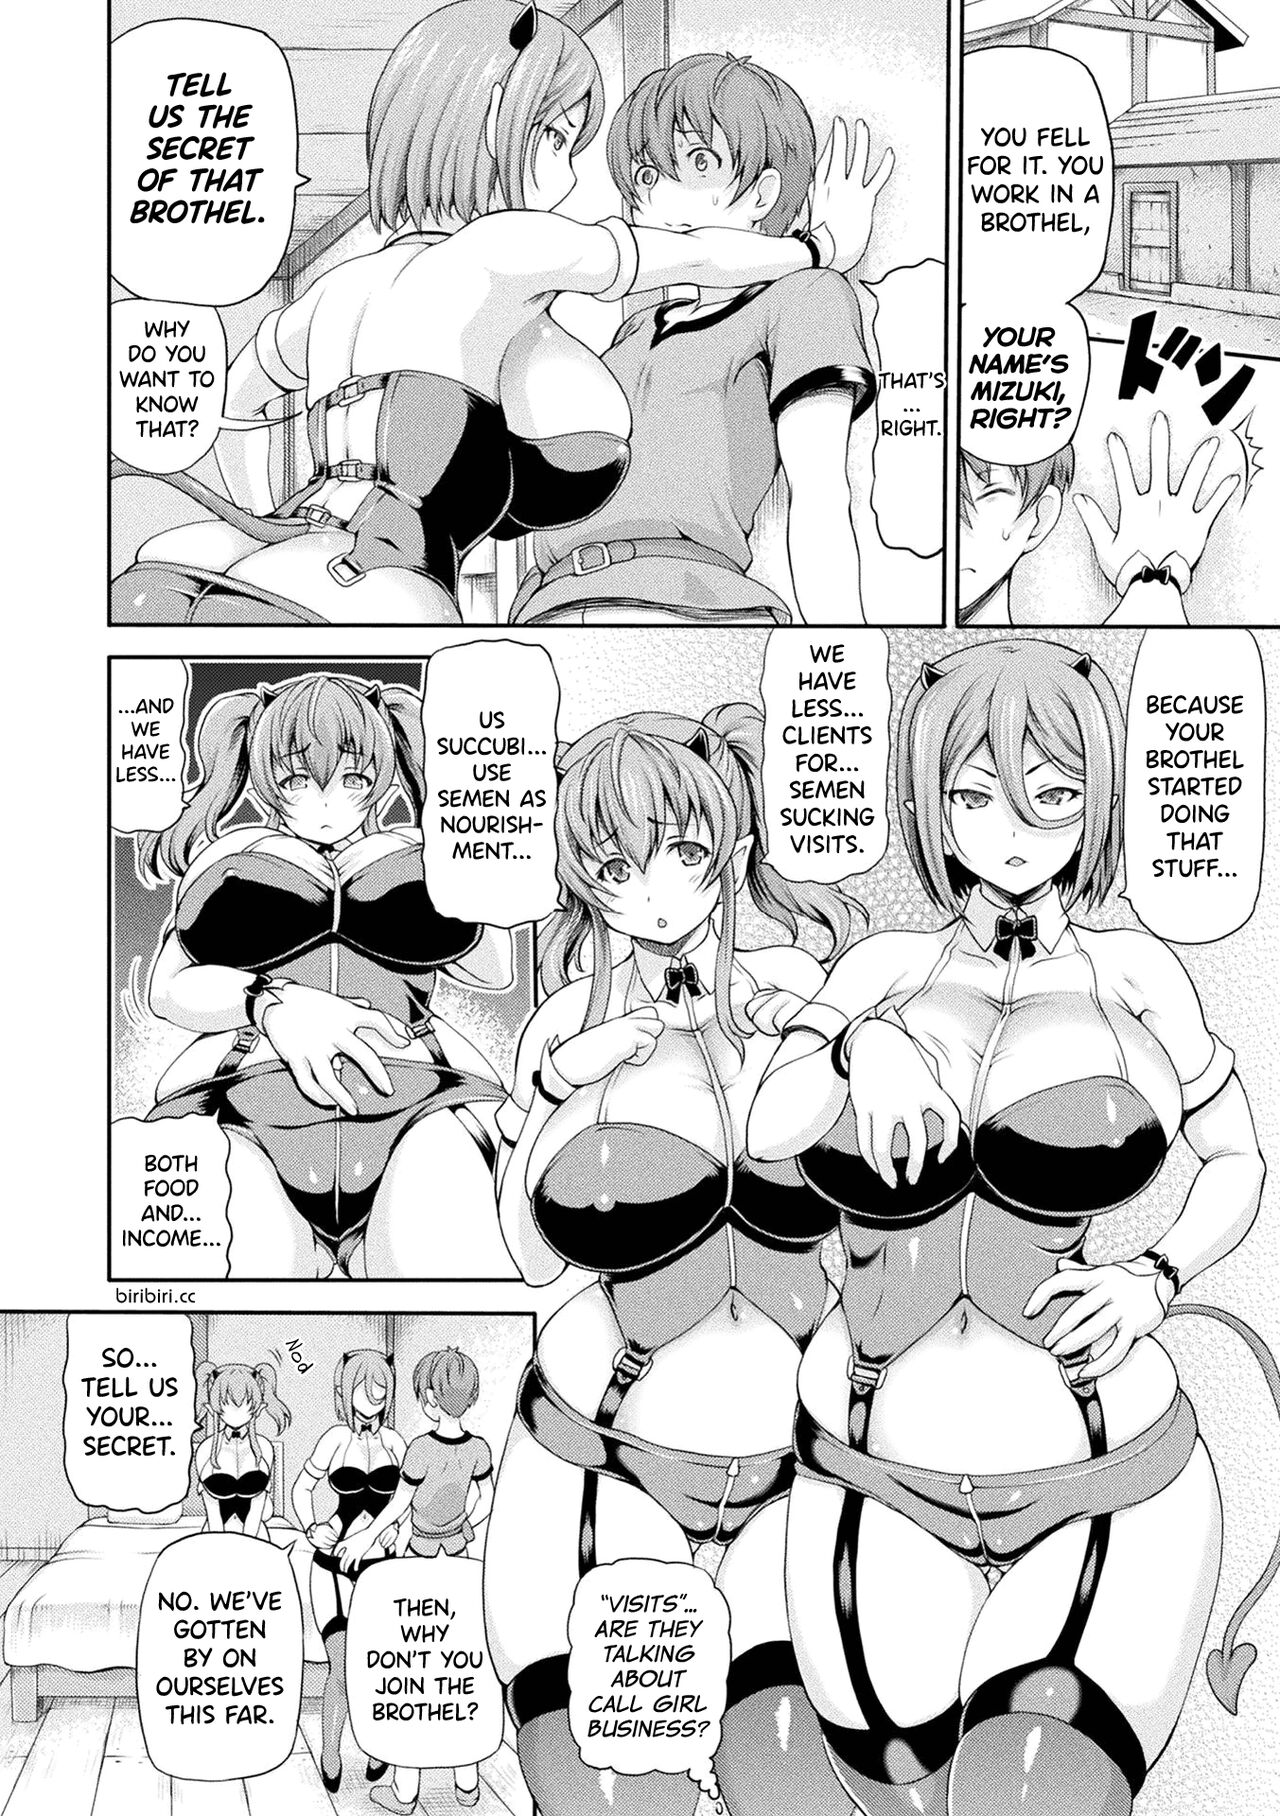 YOU FELL
FOR IT. YOU
WORK IN A
BROTHEL,
YOUR
NAME'S
MIZUKI,
RIGHT?
ドンッ
THAT'S
...
RIGHT.
TELL
US THE
SECRET
OF THAT
BROTHEL.
WHY
DO YOU
WANT TO
KNOW
THAT?
BECAUSE
YOUR
BROTHEL
STARTED
DOING
THAT
STUFF...
WE
HAVE
LESS...
CLIENTS
FOR...
SEMEN
SUCKING
VISITS.
US
SUCCUBI...
USE
SEMEN AS
NOURISH-
MENT...
...AND
WE HAVE
LESS...
BOTH
FOOD
AND...
INCOME...
"VISITS"...
ARE THEY
TALKING
ABOUT
CALL GIRL
BUSINESS?
biribiri.cc
Nod
SO...
TELL US
YOUR...
SECRET.
THEN,
WHY
DON'T YOU
JOIN THE
BROTHEL?
NO. WE'VE
GOTTEN
BY ON
OURSELVES
THIS FAR.